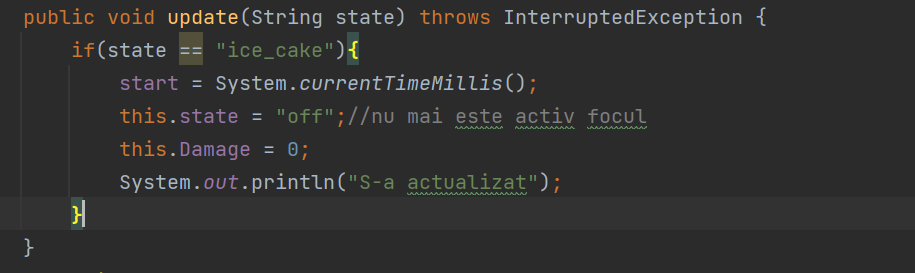 public void update(String state) throws InterruptedException {
if(state == "ice_cake"){
start = System.currentTimeMillis();
this.state = "off";//nu mai este activ focul
this.Damage = 0;
System.out.println("S-a actualizat");
}
}